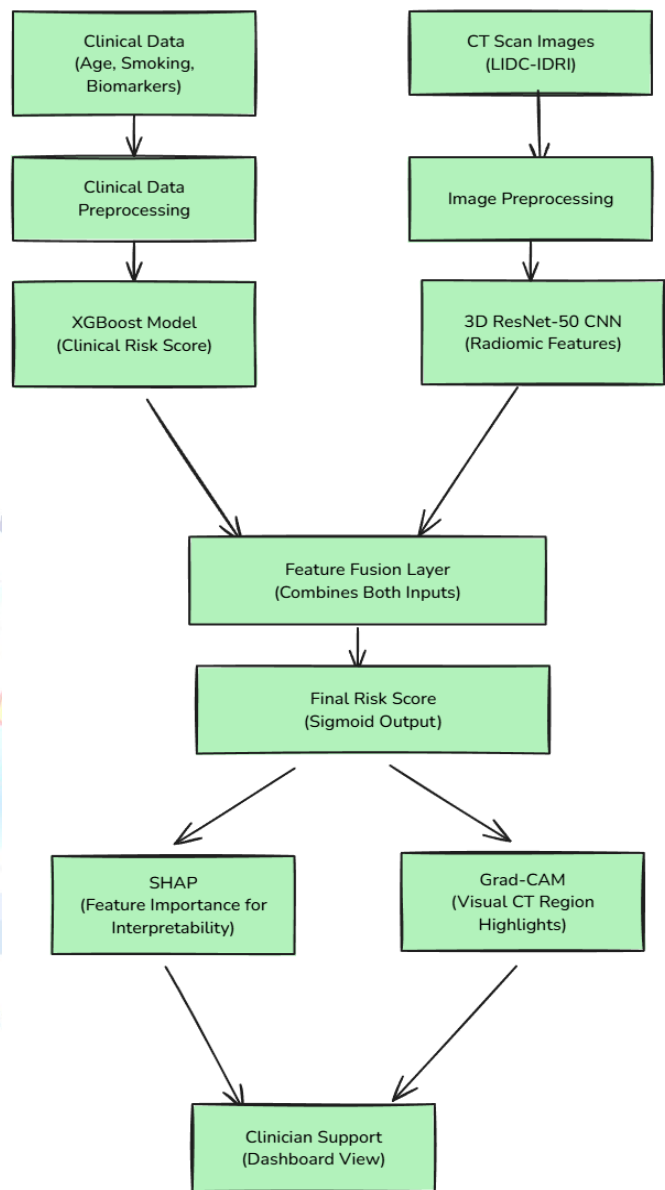 Clinical Data
(Age, Smoking,
Biomarkers)
CT Scan Images
(LIDC-IDRI)
Clinical Data
Preprocessing
Image Preprocessing
XGBoost Model
(Clinical Risk Score)
3D ResNet-50 CNN
(Radiomic Features)
Feature Fusion Layer
(Combines Both Inputs)
Final Risk Score
(Sigmoid Output)
SHAP
(Feature Importance for
Interpretability)
Grad-CAM
(Visual CT Region
Highlights)
Clinician Support
(Dashboard View)